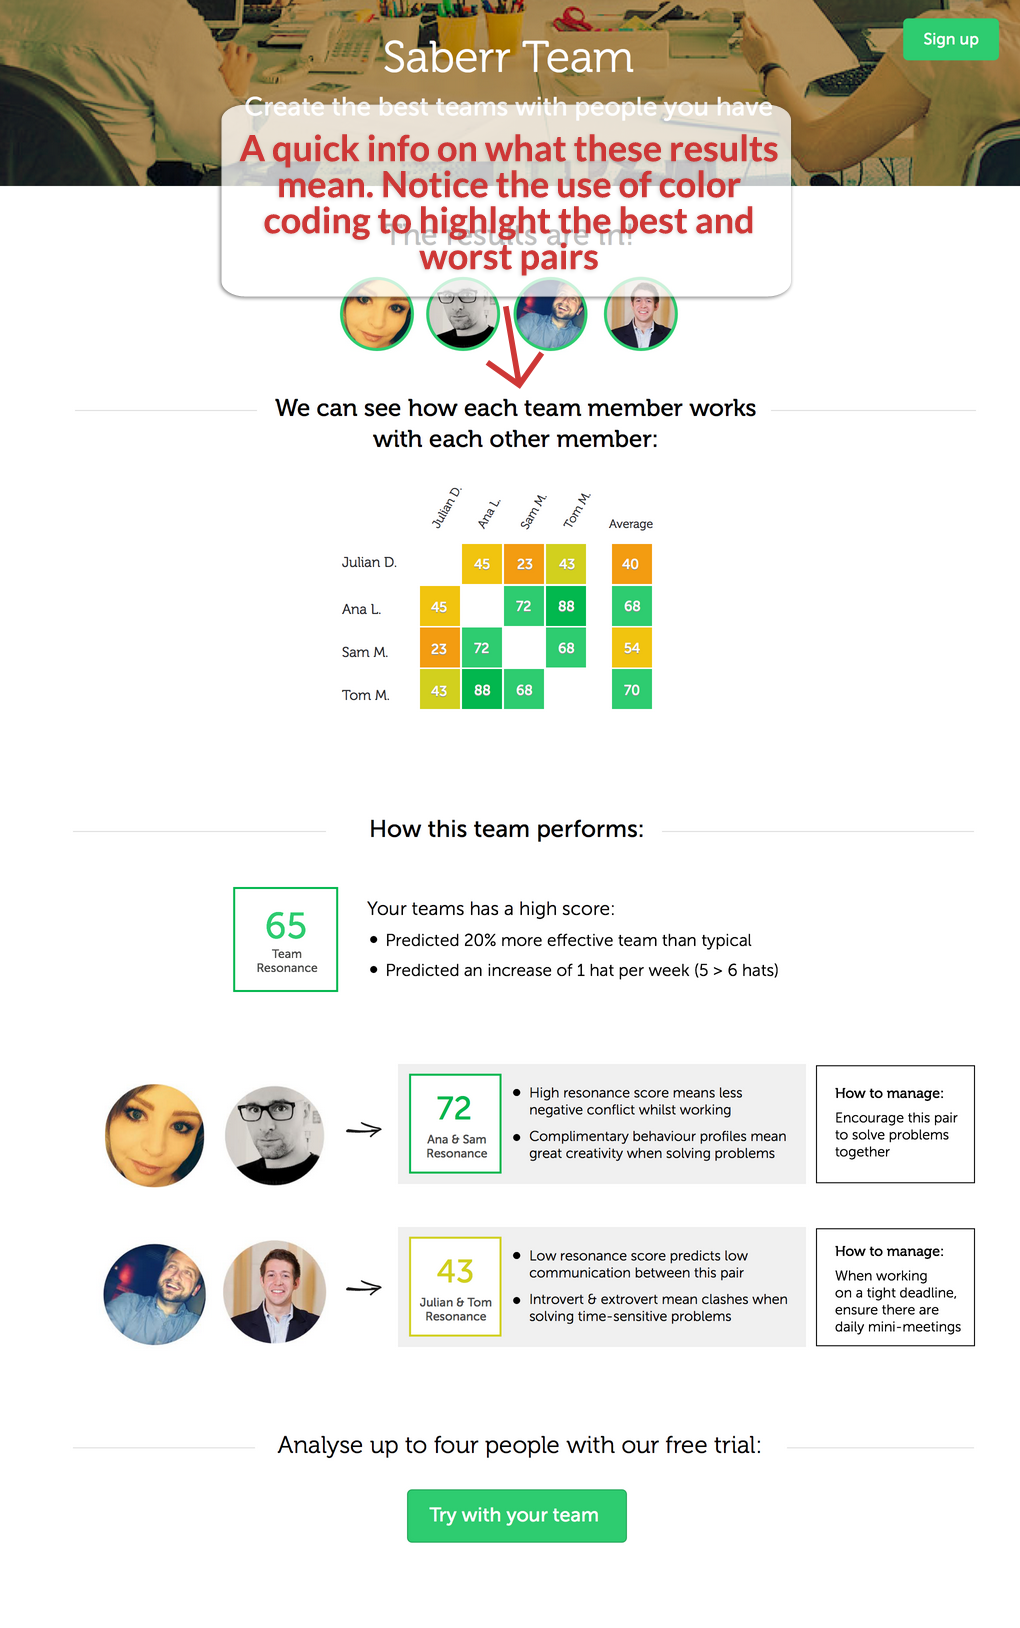 Sign up
Saberr Team
Create the best teams with people you have
A quick info on what these results
mean. Notice the use of color
coding to highlght the best and
worst pairs
The results are in!
We can see how each team member works
with each other member:
Julian D. Ana L. Sam M. Tom M. Average
Julian D. 45 23 43 40
Ana L. 45 72 88 68
Sam M. 23 72 68 54
Tom M. 43 88 68 70
How this team performs:
65
Team
Resonance
Your teams has a high score:
• Predicted 20% more effective team than typical
• Predicted an increase of 1 hat per week (5 > 6 hats)
72
Ana & Sam
Resonance
• High resonance score means less
negative conflict whilst working
• Complimentary behaviour profiles mean
great creativity when solving problems
How to manage:
Encourage this pair
to solve problems
together
43
Julian & Tom
Resonance
• Low resonance score predicts low
communication between this pair
• Introvert & extrovert mean clashes when
solving time-sensitive problems
How to manage:
When working
on a tight deadline,
ensure there are
daily mini-meetings
Analyse up to four people with our free trial:
Try with your team